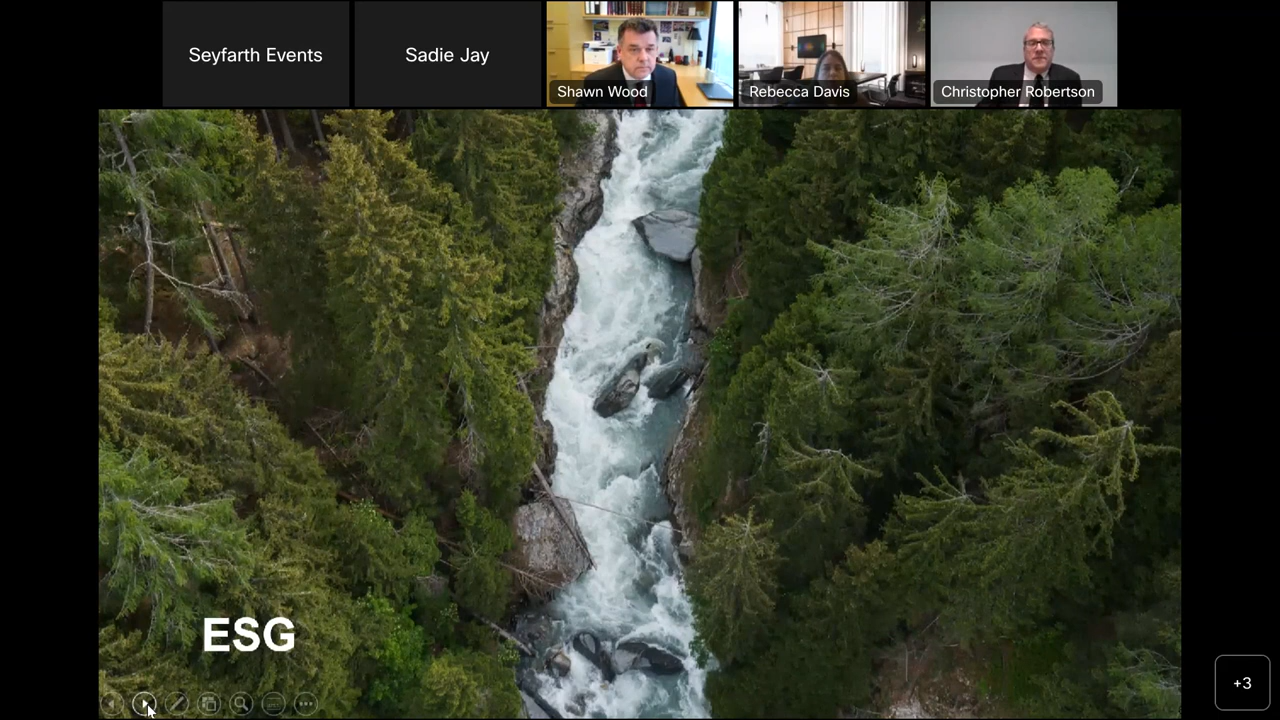 Seyfarth Events
Sadie Jay
Shawn Wood
Rebecca Davis
Christopher Robertson
ESG
+3